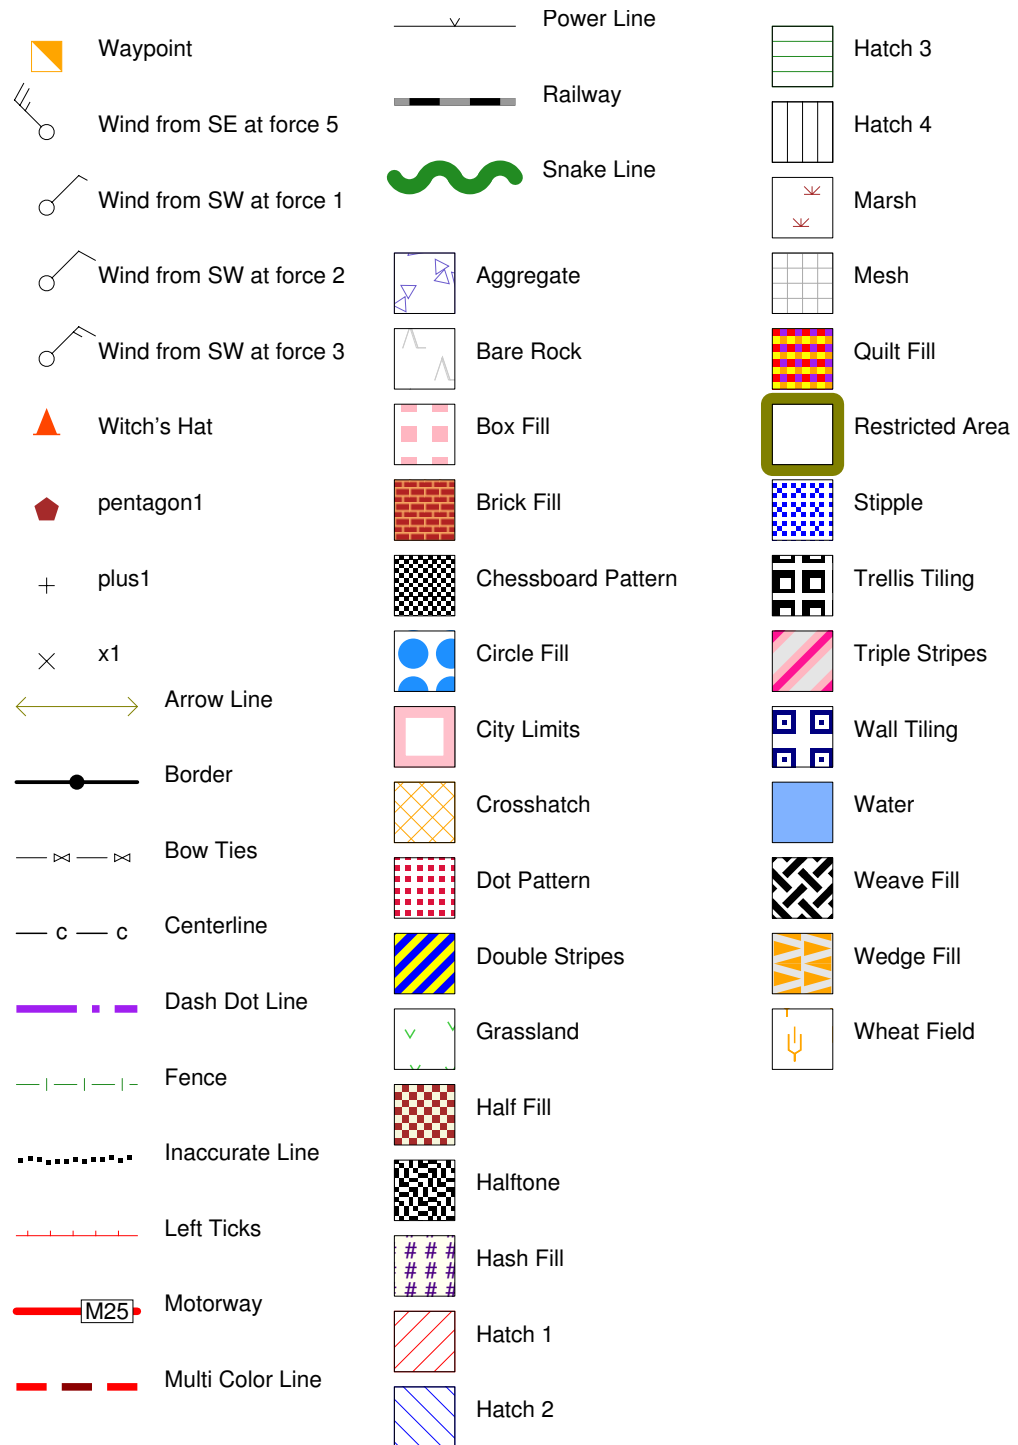 Waypoint
Wind from SE at force 5
Wind from SW at force 1
Wind from SW at force 2
Wind from SW at force 3
Witch's Hat
pentagon1
plus1
x1
Arrow Line
Border
Bow Ties
C C Centerline
Dash Dot Line
Fence
Inaccurate Line
Left Ticks
M25 Motorway
Multi Color Line
Power Line
Railway
Snake Line
Aggregate
Bare Rock
Box Fill
Brick Fill
Chessboard Pattern
Circle Fill
City Limits
Crosshatch
Dot Pattern
Double Stripes
Grassland
Half Fill
Halftone
Hash Fill
Hatch 1
Hatch 2
Hatch 3
Hatch 4
Marsh
Mesh
Quilt Fill
Restricted Area
Stipple
Trellis Tiling
Triple Stripes
Wall Tiling
Water
Weave Fill
Wedge Fill
Wheat Field